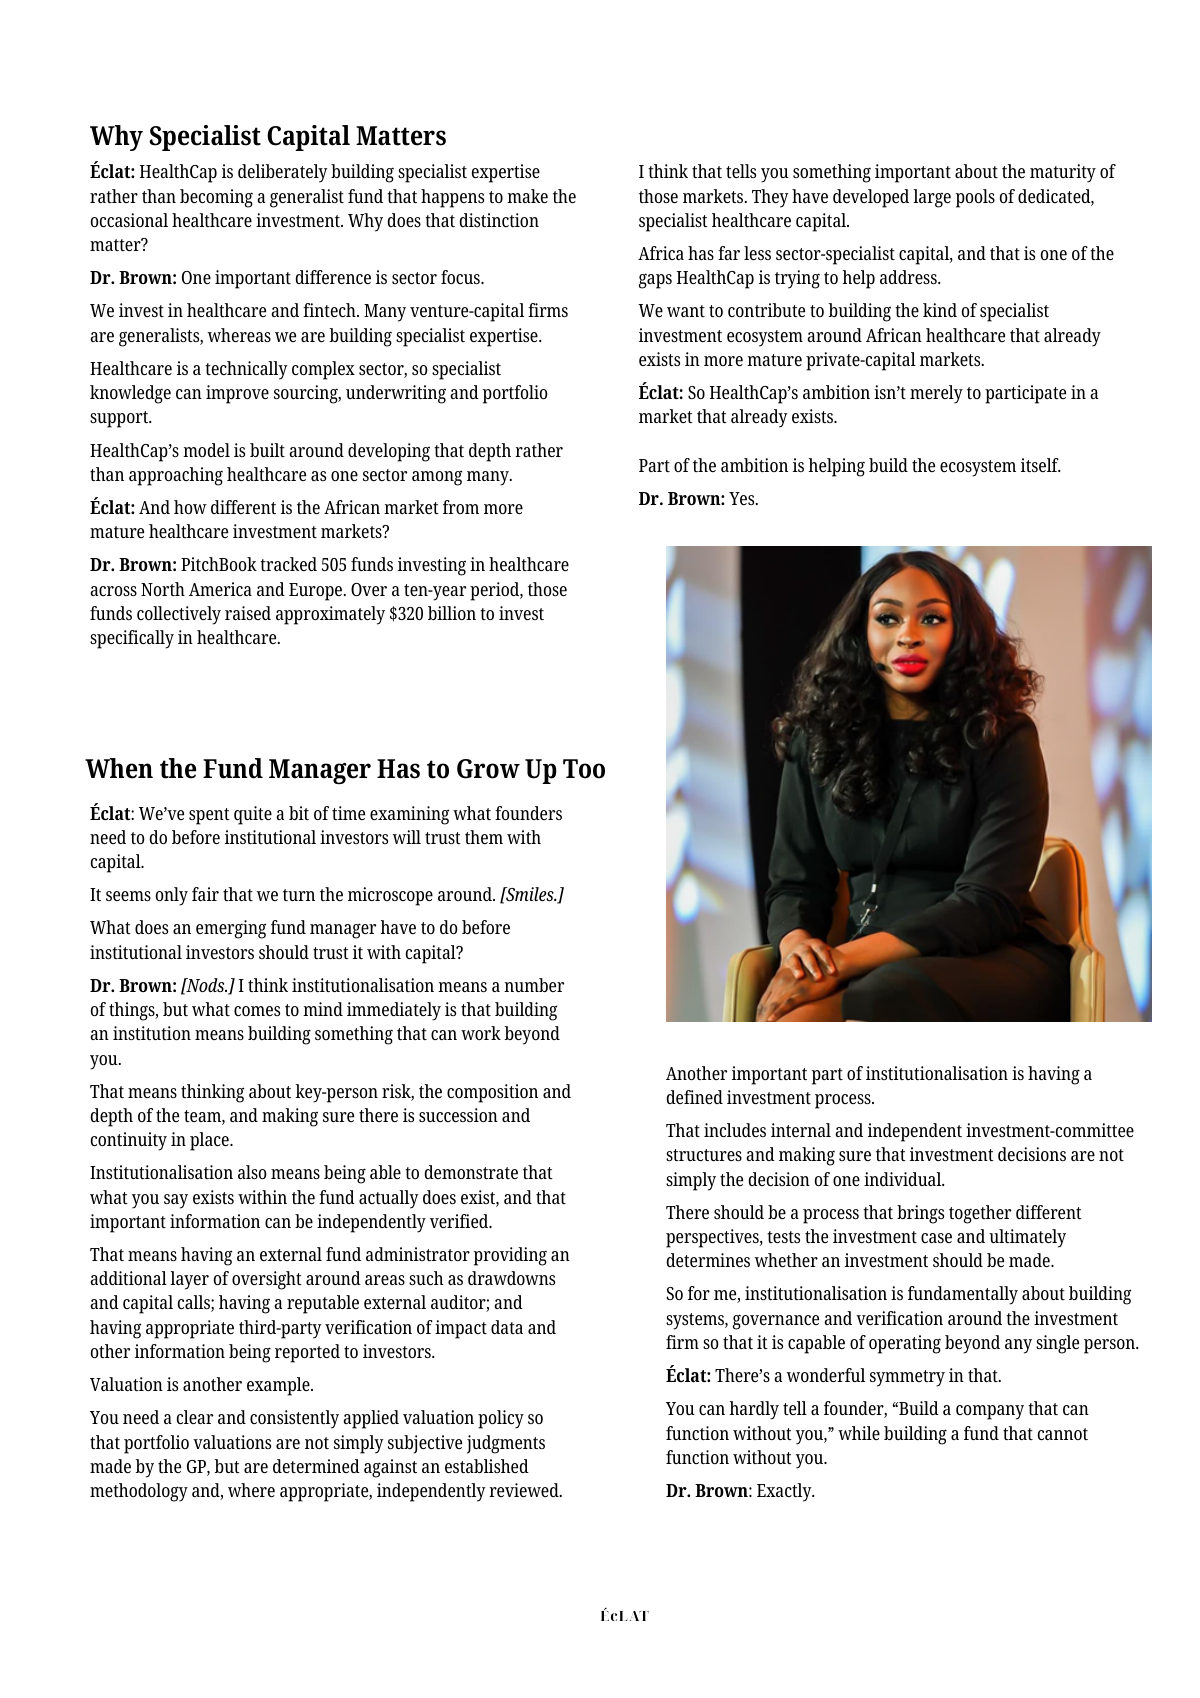 Why Specialist Capital Matters
Éclat: HealthCap is deliberately building specialist expertise
rather than becoming a generalist fund that happens to make the
occasional healthcare investment. Why does that distinction
matter?
Dr. Brown: One important difference is sector focus.
We invest in healthcare and fintech. Many venture-capital firms
are generalists, whereas we are building specialist expertise.
Healthcare is a technically complex sector, so specialist
knowledge can improve sourcing, underwriting and portfolio
support.
HealthCap’s model is built around developing that depth rather
than approaching healthcare as one sector among many.
Éclat: And how different is the African market from more
mature healthcare investment markets?
Dr. Brown: PitchBook tracked 505 funds investing in healthcare
across North America and Europe. Over a ten-year period, those
funds collectively raised approximately $320 billion to invest
specifically in healthcare.
I think that tells you something important about the maturity of
those markets. They have developed large pools of dedicated,
specialist healthcare capital.
Africa has far less sector-specialist capital, and that is one of the
gaps HealthCap is trying to help address.
We want to contribute to building the kind of specialist
investment ecosystem around African healthcare that already
exists in more mature private-capital markets.
Éclat: So HealthCap’s ambition isn’t merely to participate in a
market that already exists.
Part of the ambition is helping build the ecosystem itself.
Dr. Brown: Yes.
When the Fund Manager Has to Grow Up Too
Éclat: We’ve spent quite a bit of time examining what founders
need to do before institutional investors will trust them with
capital.
It seems only fair that we turn the microscope around. [Smiles.]
What does an emerging fund manager have to do before
institutional investors should trust it with capital?
Dr. Brown: [Nods.] I think institutionalisation means a number
of things, but what comes to mind immediately is that building
an institution means building something that can work beyond
you.
That means thinking about key-person risk, the composition and
depth of the team, and making sure there is succession and
continuity in place.
Institutionalisation also means being able to demonstrate that
what you say exists within the fund actually does exist, and that
important information can be independently verified.
That means having an external fund administrator providing an
additional layer of oversight around areas such as drawdowns
and capital calls; having a reputable external auditor; and
having appropriate third-party verification of impact data and
other information being reported to investors.
Valuation is another example.
You need a clear and consistently applied valuation policy so
that portfolio valuations are not simply subjective judgments
made by the GP, but are determined against an established
methodology and, where appropriate, independently reviewed.
Another important part of institutionalisation is having a
defined investment process.
That includes internal and independent investment-committee
structures and making sure that investment decisions are not
simply the decision of one individual.
There should be a process that brings together different
perspectives, tests the investment case and ultimately
determines whether an investment should be made.
So for me, institutionalisation is fundamentally about building
systems, governance and verification around the investment
firm so that it is capable of operating beyond any single person.
Éclat: There’s a wonderful symmetry in that.
You can hardly tell a founder, “Build a company that can
function without you,” while building a fund that cannot
function without you.
Dr. Brown: Exactly.
ÉcLAT